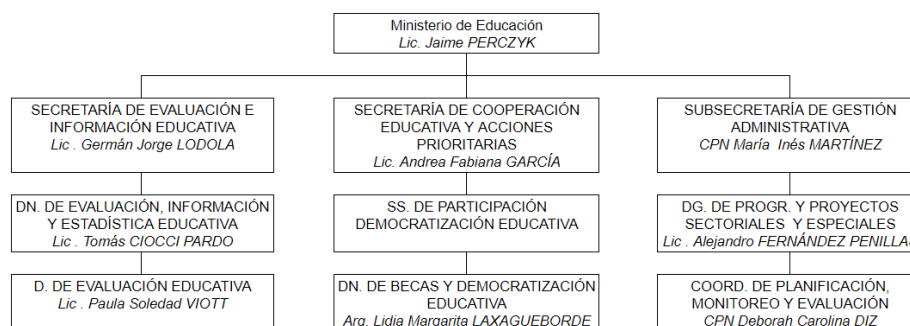 Ministerio de Educación
Lic. Jaime PERCZYK
SECRETARÍA DE EVALUACIÓN E
INFORMACIÓN EDUCATIVA
Lic . Germán Jorge LODOLA
SECRETARÍA DE COOPERACIÓN
EDUCATIVA Y ACCIONES
PRIORITARIAS
Lic. Andrea Fabiana GARCÍA
SUBSECRETARÍA DE GESTIÓN
ADMINISTRATIVA
CPN María Inés MARTÍNEZ
DN. DE EVALUACIÓN, INFORMACIÓN
Y ESTADÍSTICA EDUCATIVA
Lic . Tomás CIOCCI PARDO
SS. DE PARTICIPACIÓN
DEMOCRATIZACIÓN EDUCATIVA
DG. DE PROGR. Y PROYECTOS
SECTORIALES Y ESPECIALES
Lic . Alejandro FERNÁNDEZ PENILLAS
D. DE EVALUACIÓN EDUCATIVA
Lic . Paula Soledad VIOTT
DN. DE BECAS Y DEMOCRATIZACIÓN
EDUCATIVA
Arq. Lidia Margarita LAXAGUEBORDE
COORD. DE PLANIFICACIÓN,
MONITOREO Y EVALUACIÓN
CPN Deborah Carolina DIZ